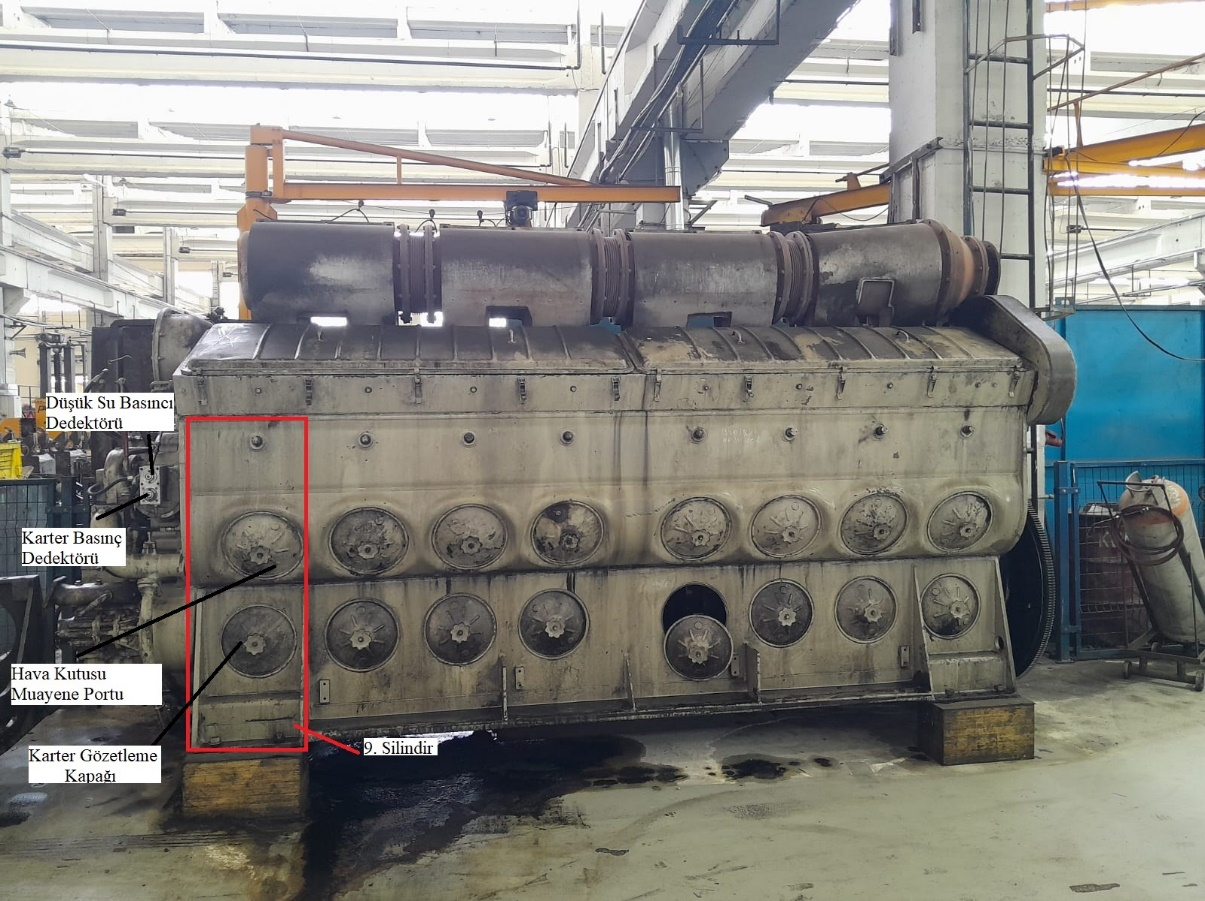 Düşük Su Basıncı
Dedektörü
Karter Basınç
Dedektörü
Hava Kutusu
Muayene Portu
Karter Gözetleme
Kapağı
9. Silindir